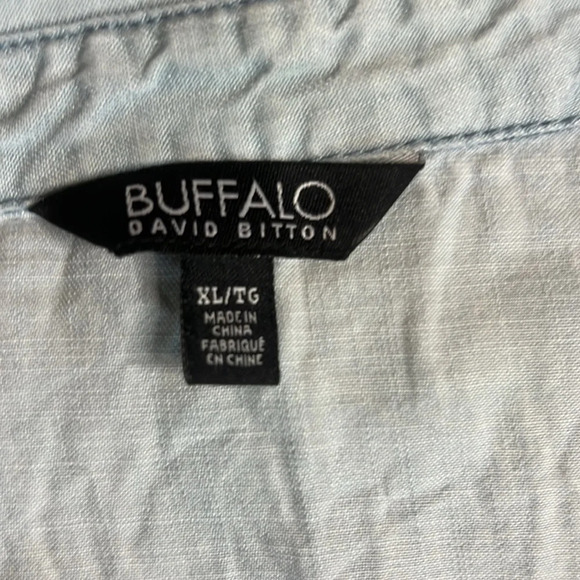 BUFFALO
DAVID BITTON
XL/TG
MADE IN
CHINA
FABRIQUÉ
EN CHINE